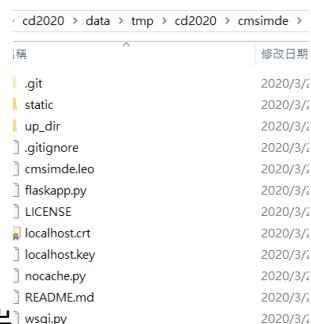 cd2020 > data > tmp > cd2020 > cmsimde >
稱 修改日期
.git 2020/3/2
static 2020/3/2
up_dir 2020/3/2
.gitignore 2020/3/2
cmsimde.leo 2020/3/2
flaskapp.py 2020/3/2
LICENSE 2020/3/2
localhost.crt 2020/3/2
localhost.key 2020/3/2
nocache.py 2020/3/2
README.md 2020/3/2
wsgi.py 2020/3/2